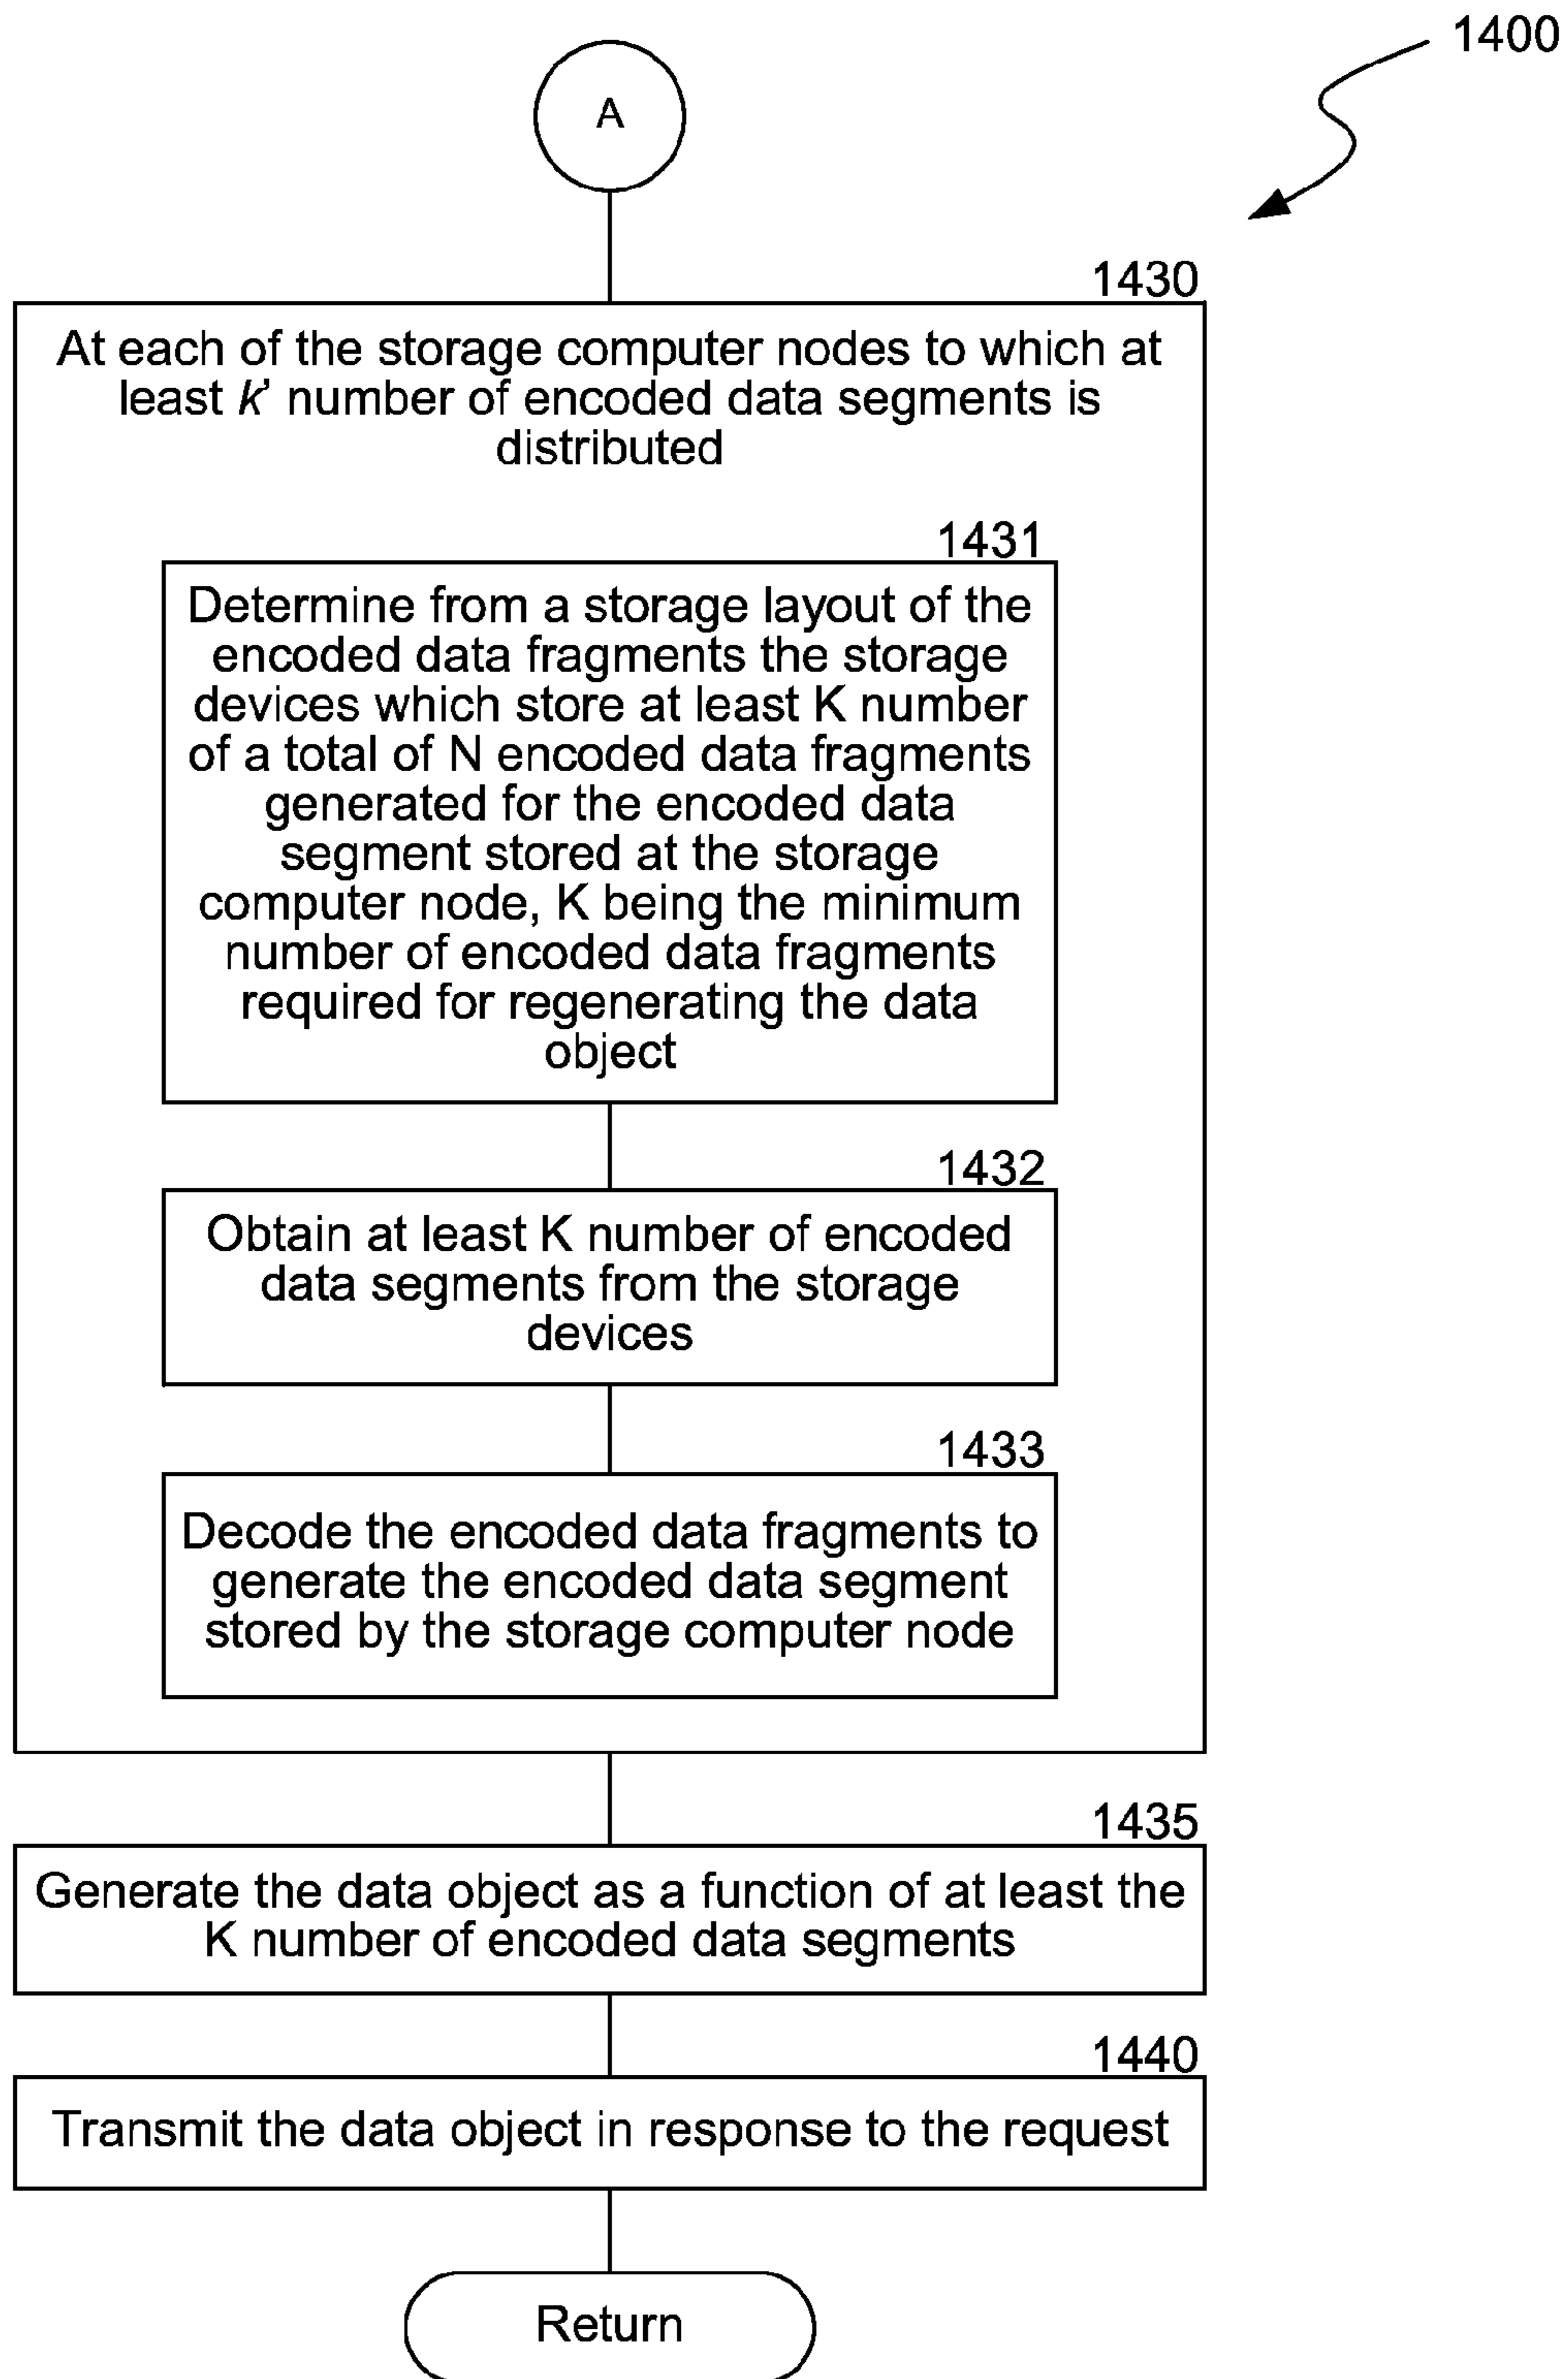 1400
A
1430
At each of the storage computer nodes to which at
least k' number of encoded data segments is
distributed
1431
Determine from a storage layout of the
encoded data fragments the storage
devices which store at least K number
of a total of N encoded data fragments
generated for the encoded data
segment stored at the storage
computer node, K being the minimum
number of encoded data fragments
required for regenerating the data
object
1432
Obtain at least K number of encoded
data segments from the storage
devices
1433
Decode the encoded data fragments to
generate the encoded data segment
stored by the storage computer node
1435
Generate the data object as a function of at least the
K number of encoded data segments
1440
Transmit the data object in response to the request
Return